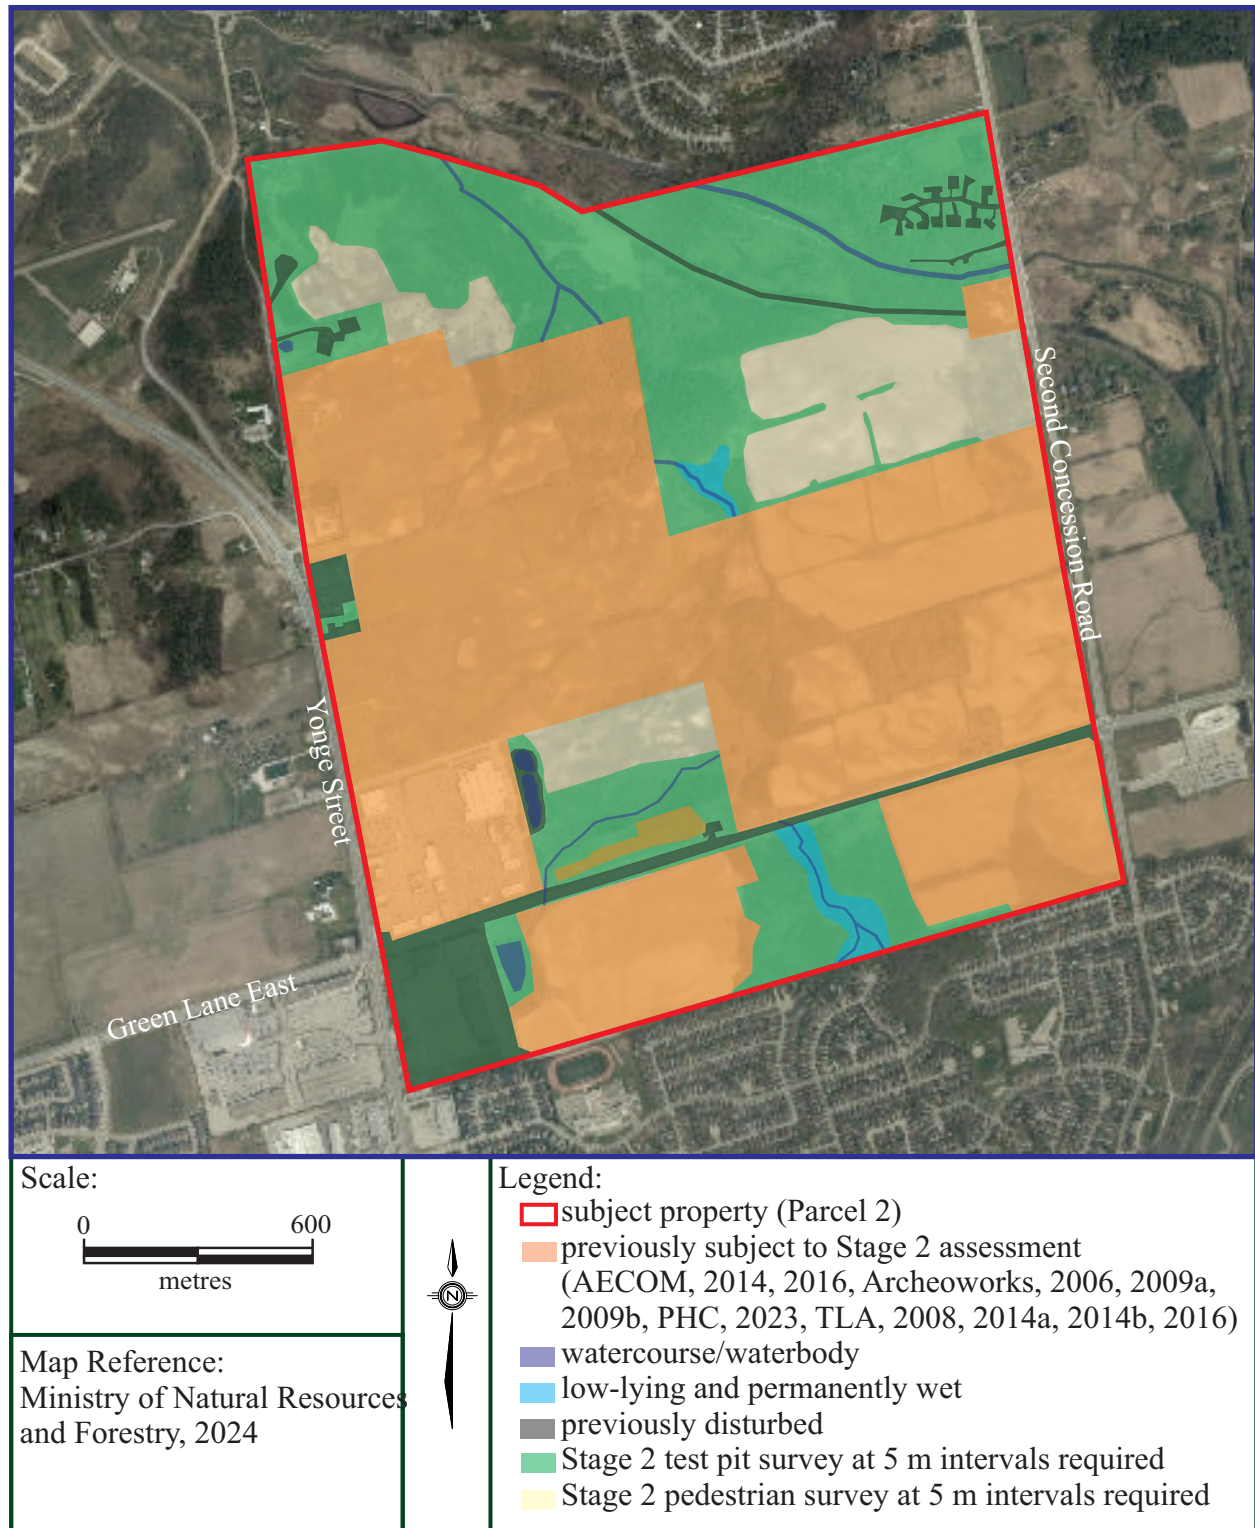 Second Concession Road
Yonge Street
Green Lane East
Scale:
0 600
metres
Map Reference:
Ministry of Natural Resources
and Forestry, 2024
N
Legend:
subject property (Parcel 2)
previously subject to Stage 2 assessment
(AECOM, 2014, 2016, Archeoworks, 2006, 2009a,
2009b, PHC, 2023, TLA, 2008, 2014a, 2014b, 2016)
watercourse/waterbody
low-lying and permanently wet
previously disturbed
Stage 2 test pit survey at 5 m intervals required
Stage 2 pedestrian survey at 5 m intervals required